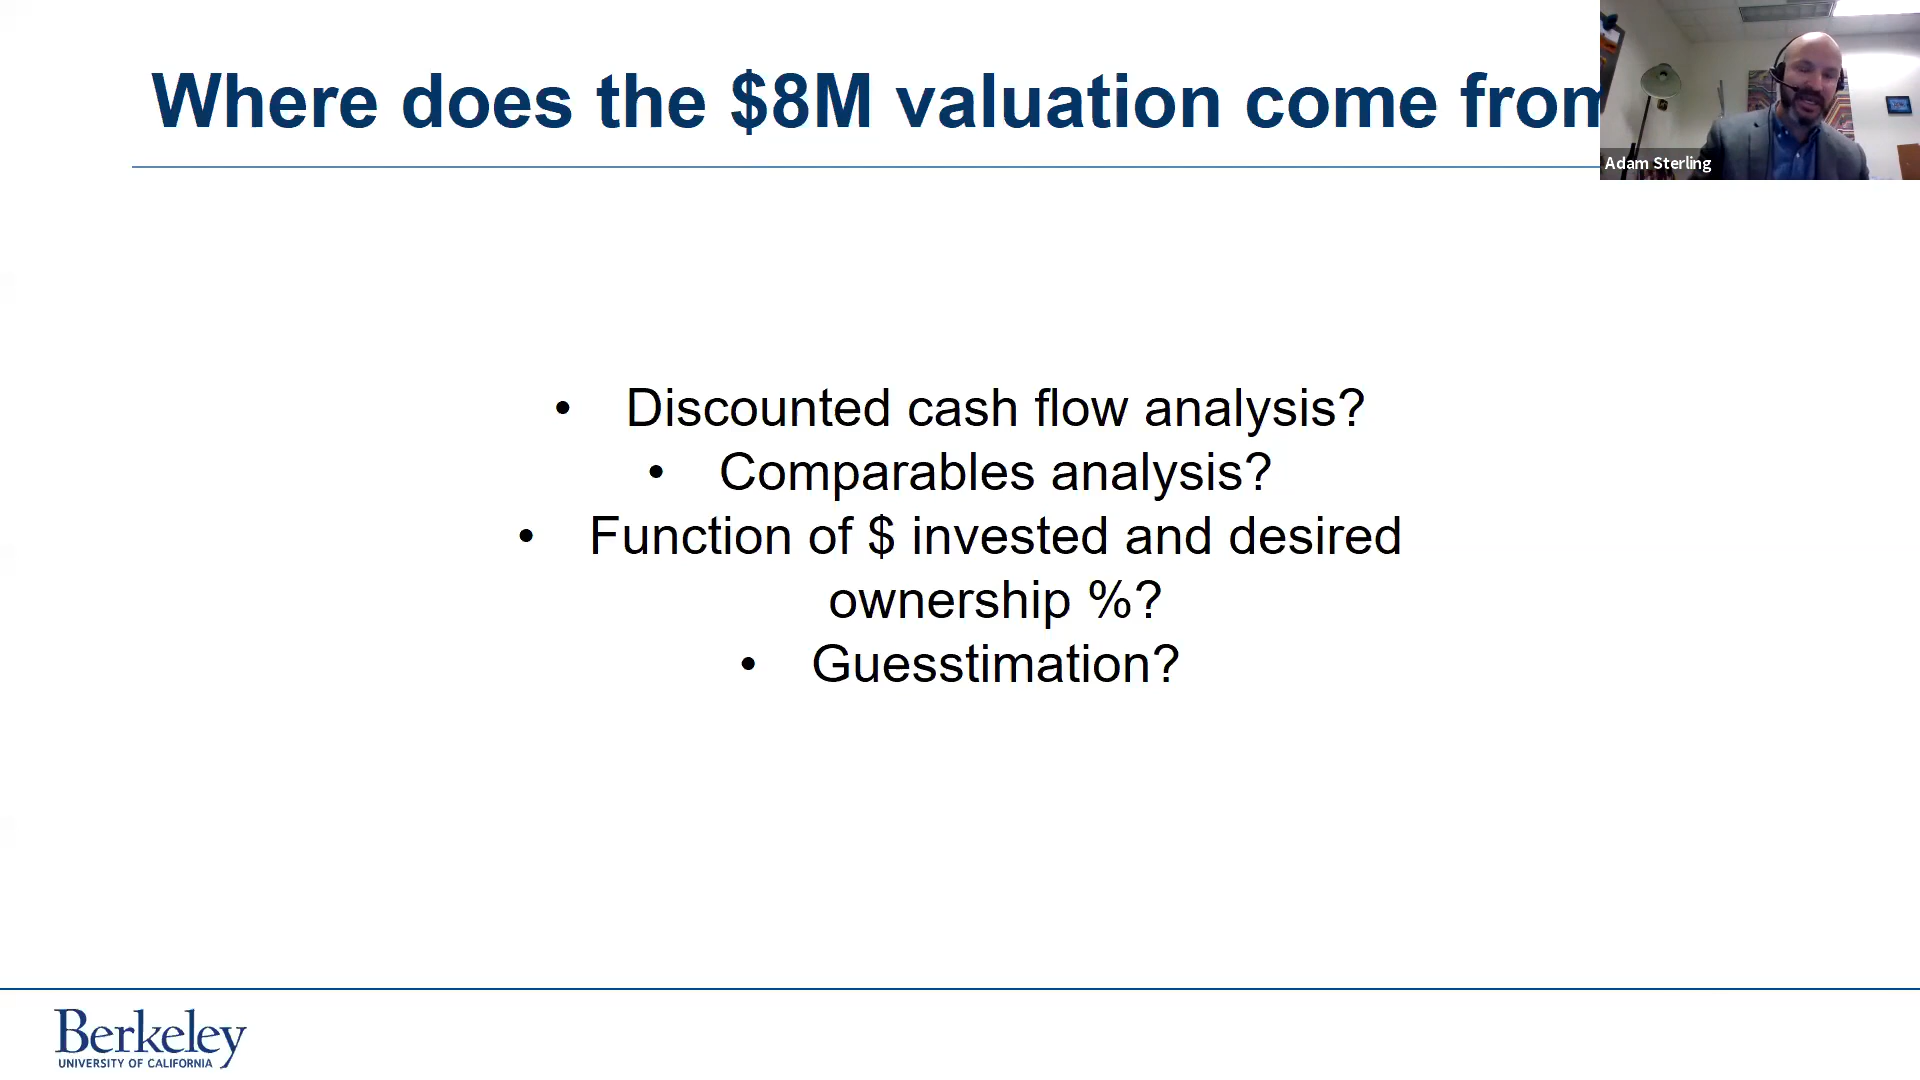 Where does the $8M valuation come from
Adam Sterling
• Discounted cash flow analysis?
• Comparables analysis?
• Function of $ invested and desired
ownership %?
• Guesstimation?
Berkeley
UNIVERSITY OF CALIFORNIA